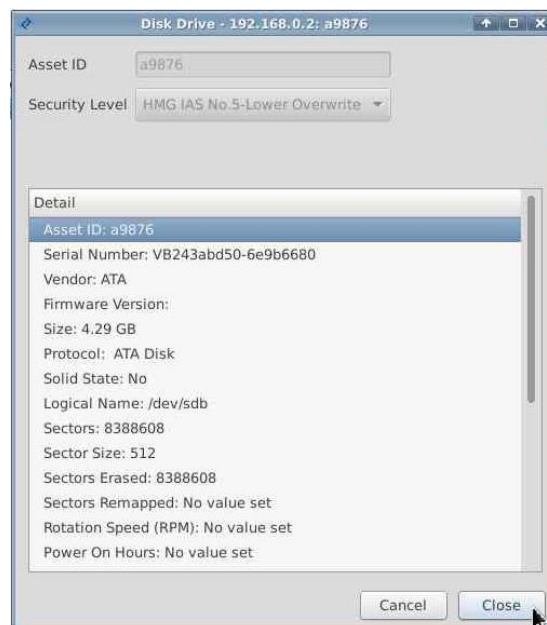 Disk Drive - 192.168.0.2: a9876
Asset ID a9876
Security Level HMG IAS No.5-Lower Overwrite
Detail
Asset ID: a9876
Serial Number: VB243abd50-6e9b6680
Vendor: ATA
Firmware Version:
Size: 4.29 GB
Protocol: ATA Disk
Solid State: No
Logical Name: /dev/sdb
Sectors: 8388608
Sector Size: 512
Sectors Erased: 8388608
Sectors Remapped: No value set
Rotation Speed (RPM): No value set
Power On Hours: No value set
Cancel Close